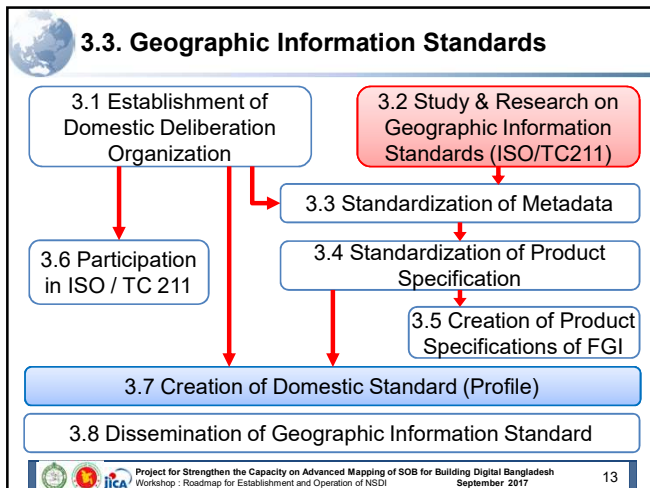 3.3. Geographic Information Standards
3.1 Establishment of
Domestic Deliberation
Organization
3.2 Study & Research on
Geographic Information
Standards (ISO/TC211)
3.3 Standardization of Metadata
3.6 Participation
in ISO / TC 211
3.4 Standardization of Product
Specification
3.5 Creation of Product
Specifications of FGI
3.7 Creation of Domestic Standard (Profile)
3.8 Dissemination of Geographic Information Standard
jica
Project for Strengthen the Capacity on Advanced Mapping of SOB for Building Digital Bangladesh
Workshop : Roadmap for Establishment and Operation of NSDI September 2017
13